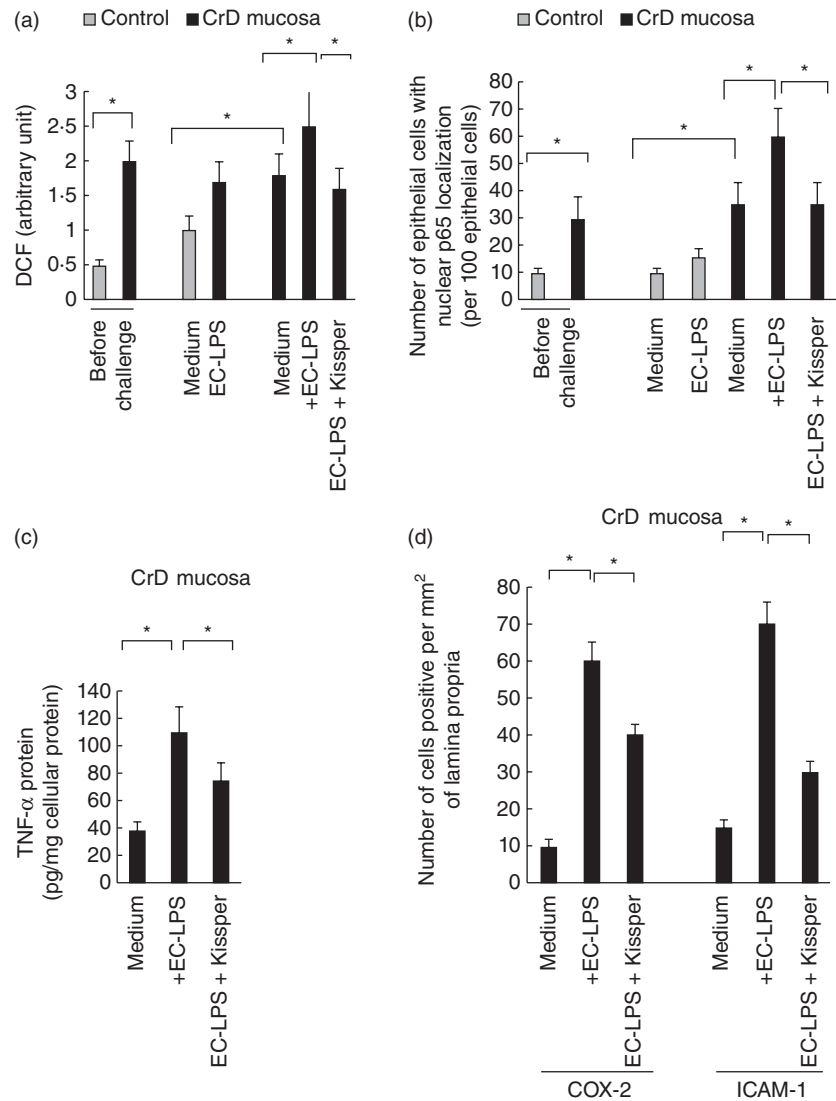 (a)
Control
CrD mucosa
*
*
*
*
DCF (arbitrary unit)
3
2·5
2
1·5
1
0·5
0
Before
challenge
Medium
EC-LPS
Medium
+EC-LPS
EC-LPS + Kissper
(b)
Control
CrD mucosa
*
*
*
*
Number of epithelial cells with
nuclear p65 localization
(per 100 epithelial cells)
80
70
60
50
40
30
20
10
0
Before
challenge
Medium
EC-LPS
Medium
+EC-LPS
EC-LPS + Kissper
(c)
CrD mucosa
*
*
TNF-α protein
(pg/mg cellular protein)
140
120
100
80
60
40
20
0
Medium
+EC-LPS
EC-LPS + Kissper
(d)
CrD mucosa
*
*
*
*
Number of cells positive per mm²
of lamina propria
80
70
60
50
40
30
20
10
0
Medium
+EC-LPS
EC-LPS + Kissper
Medium
+EC-LPS
EC-LPS + Kissper
COX-2
ICAM-1